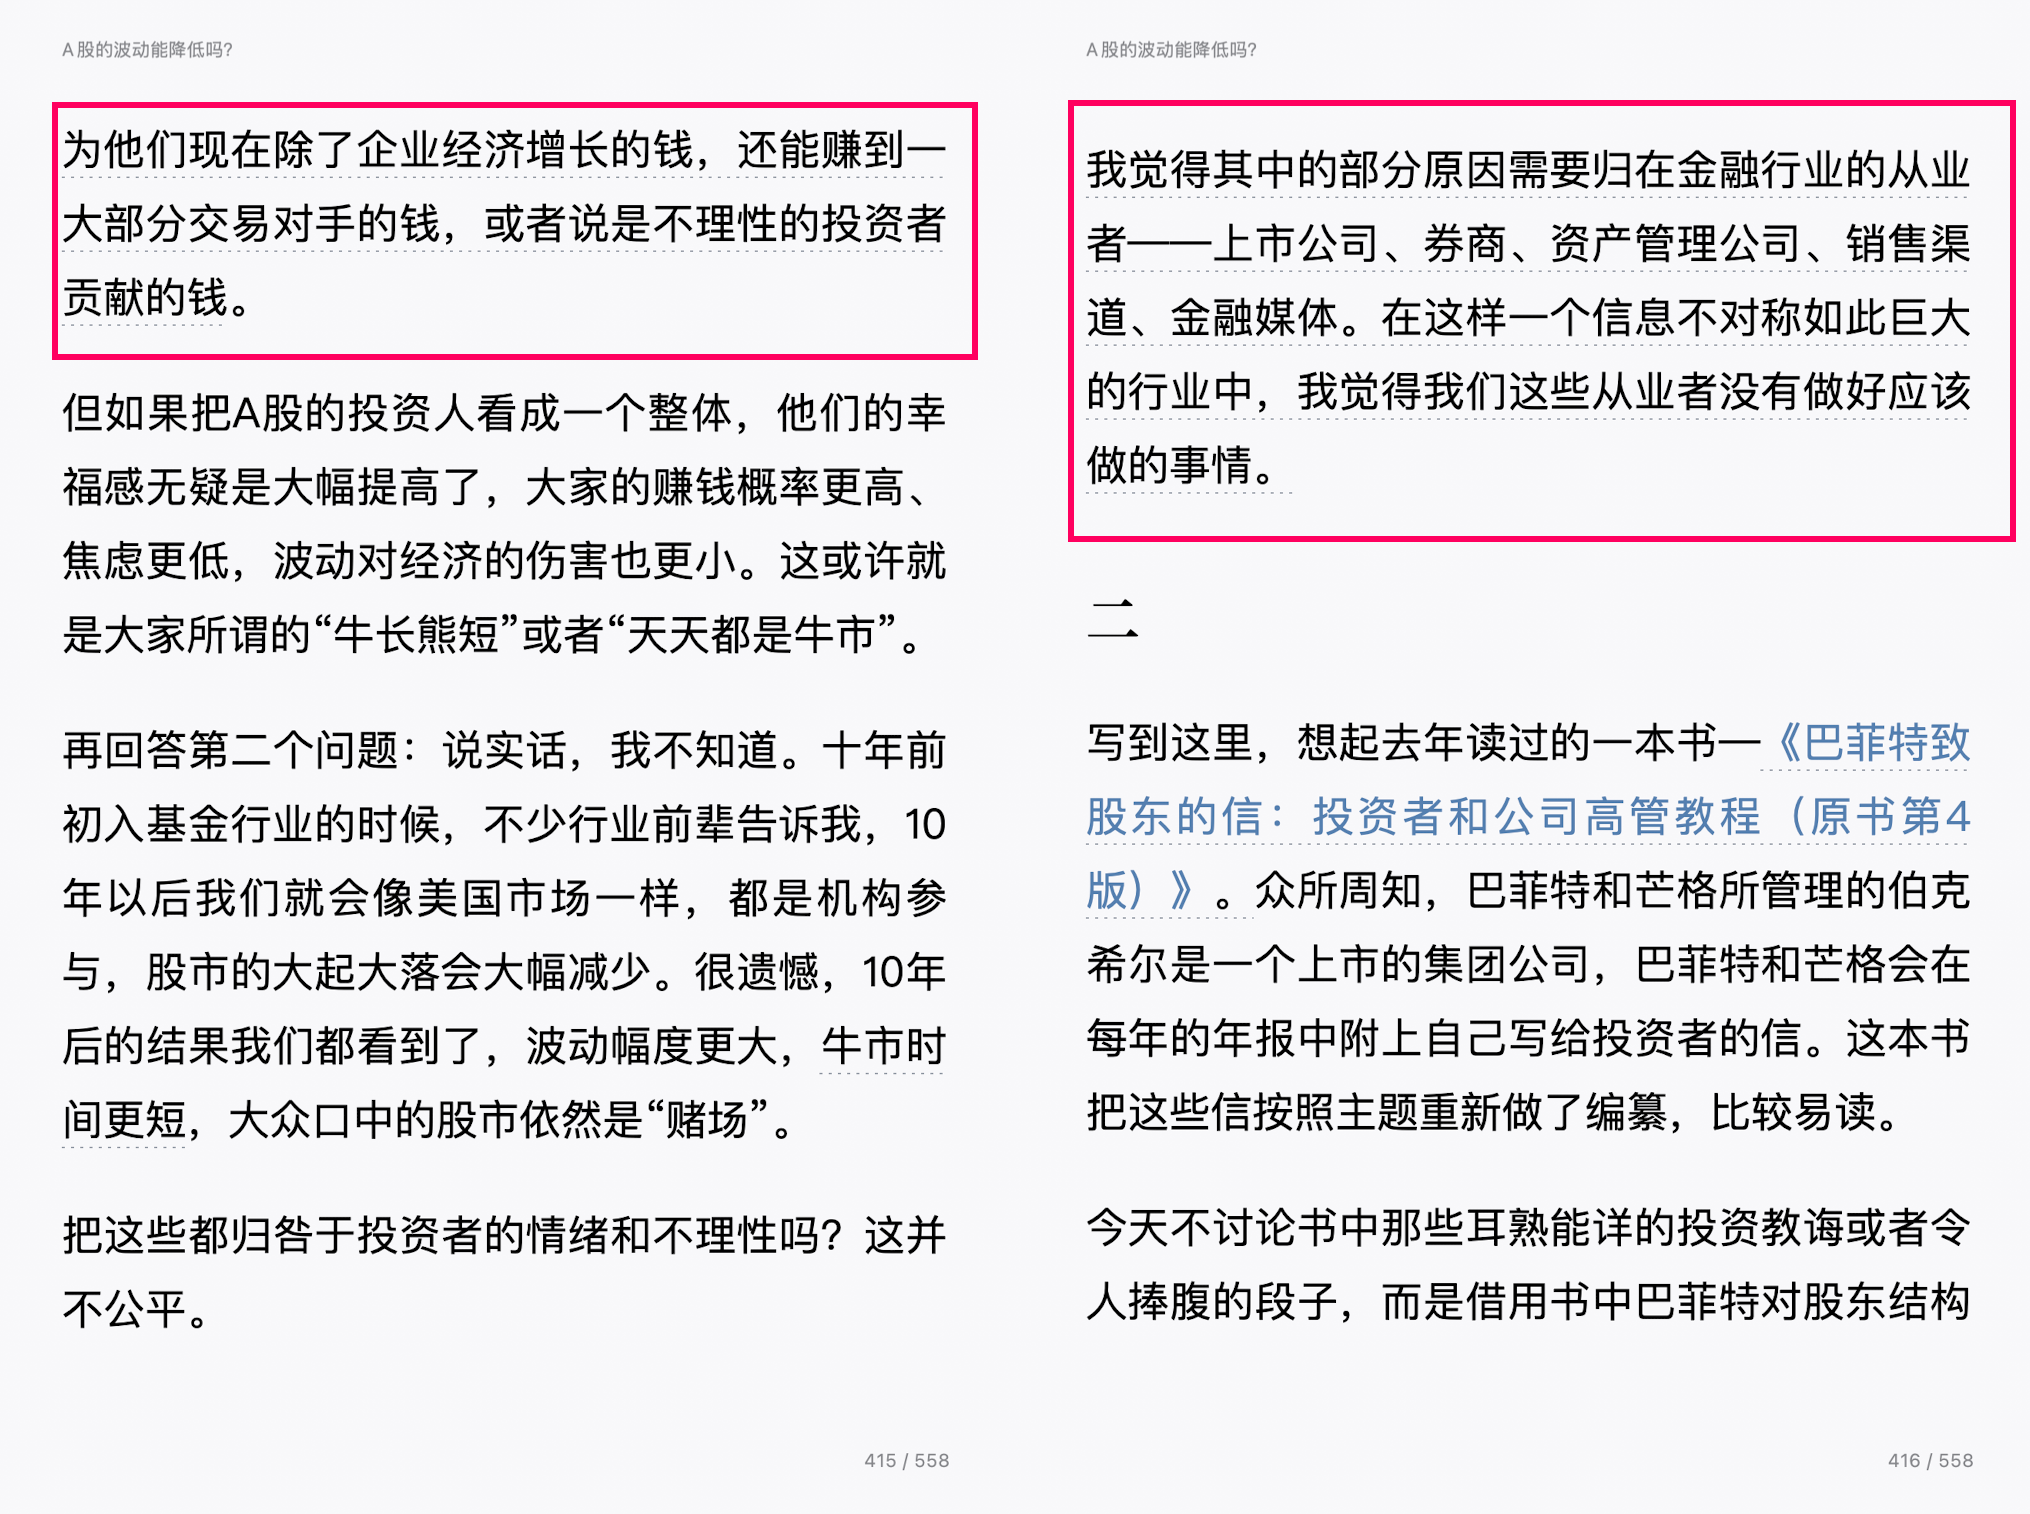 A股的波动能降低吗?
为他们现在除了企业经济增长的钱，还能赚到一
大部分交易对手的钱，或者说是不理性的投资者
贡献的钱。
但如果把A股的投资人看成一个整体，他们的幸
福感无疑是大幅提高了，大家的赚钱概率更高、
焦虑更低，波动对经济的伤害也更小。这或许就
是大家所谓的“牛长熊短”或者“天天都是牛市”。
再回答第二个问题：说实话，我不知道。十年前
初入基金行业的时候，不少行业前辈告诉我，10
年以后我们就会像美国市场一样，都是机构参
与，股市的大起大落会大幅减少。很遗憾，10年
后的结果我们都看到了，波动幅度更大，牛市时
间更短，大众口中的股市依然是“赌场”。
把这些都归咎于投资者的情绪和不理性吗？这并
不公平。
415 / 558
A股的波动能降低吗?
我觉得其中的部分原因需要归在金融行业的从业
者——上市公司、券商、资产管理公司、销售渠
道、金融媒体。在这样一个信息不对称如此巨大
的行业中，我觉得我们这些从业者没有做好应该
做的事情。
二
写到这里，想起去年读过的一本书—《巴菲特致
股东的信：投资者和公司高管教程（原书第4
版）》。众所周知，巴菲特和芒格所管理的伯克
希尔是一个上市的集团公司，巴菲特和芒格会在
每年的年报中附上自己写给投资者的信。这本书
把这些信按照主题重新做了编纂，比较易读。
今天不讨论书中那些耳熟能详的投资教诲或者令
人捧腹的段子，而是借用书中巴菲特对股东结构
416 / 558